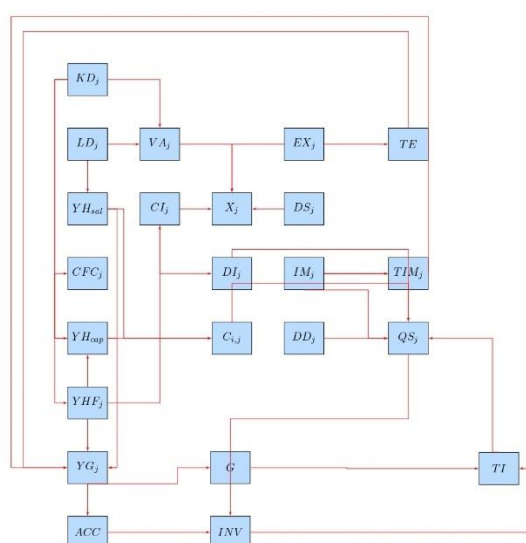 KD_j
LD_j VA_j EX_j TE
YH_sal CI_j X_j DS_j
CFC_j DI_j IM_j TIM_j
YH_cap C_i,j DD_j QS_j
YHF_j
YG_j G TI
ACC INV